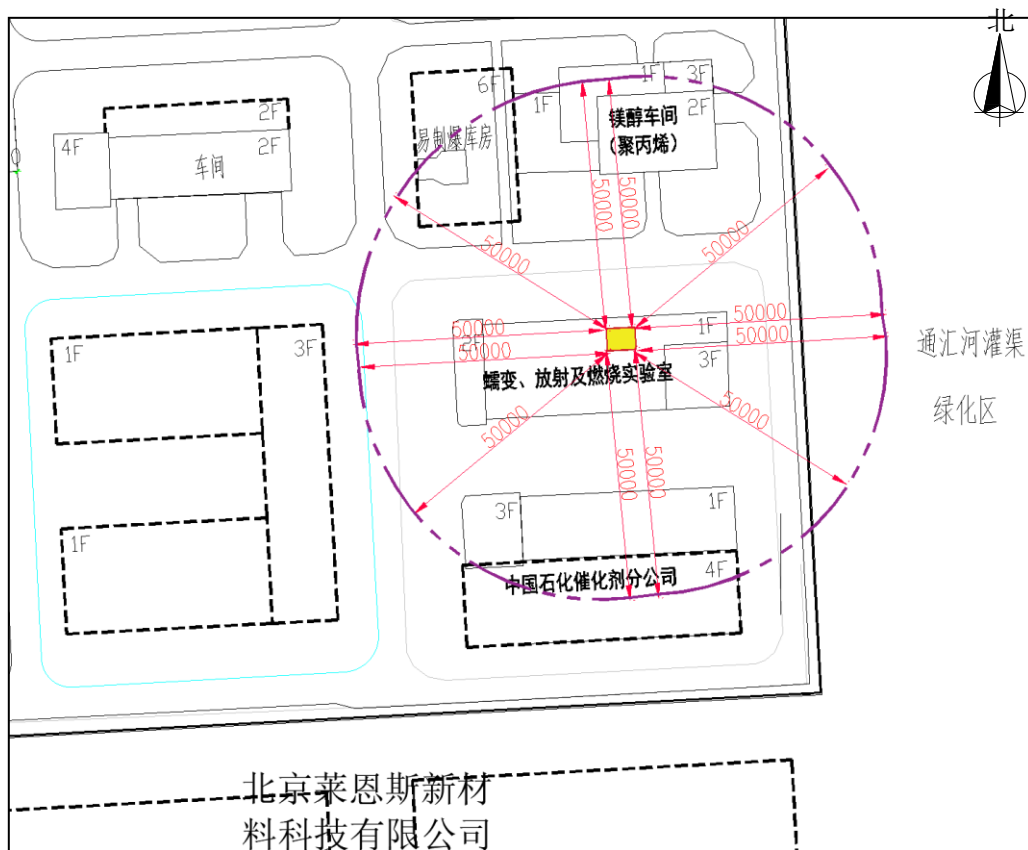 北
6F
1F
3F
1F
2F
2F
镁醇车间
(聚丙烯)
4F
2F
车间
易制爆库房
50000
50000
50000
50000
50000
50000
1F
50000
50000
2F
通汇河灌渠
1F
3F
3F
蠕变、放射及燃烧实验室
绿化区
50000
50000
50000
50000
3F
1F
1F
中国石化催化剂分公司
4F
北京莱恩斯新材
料科技有限公司